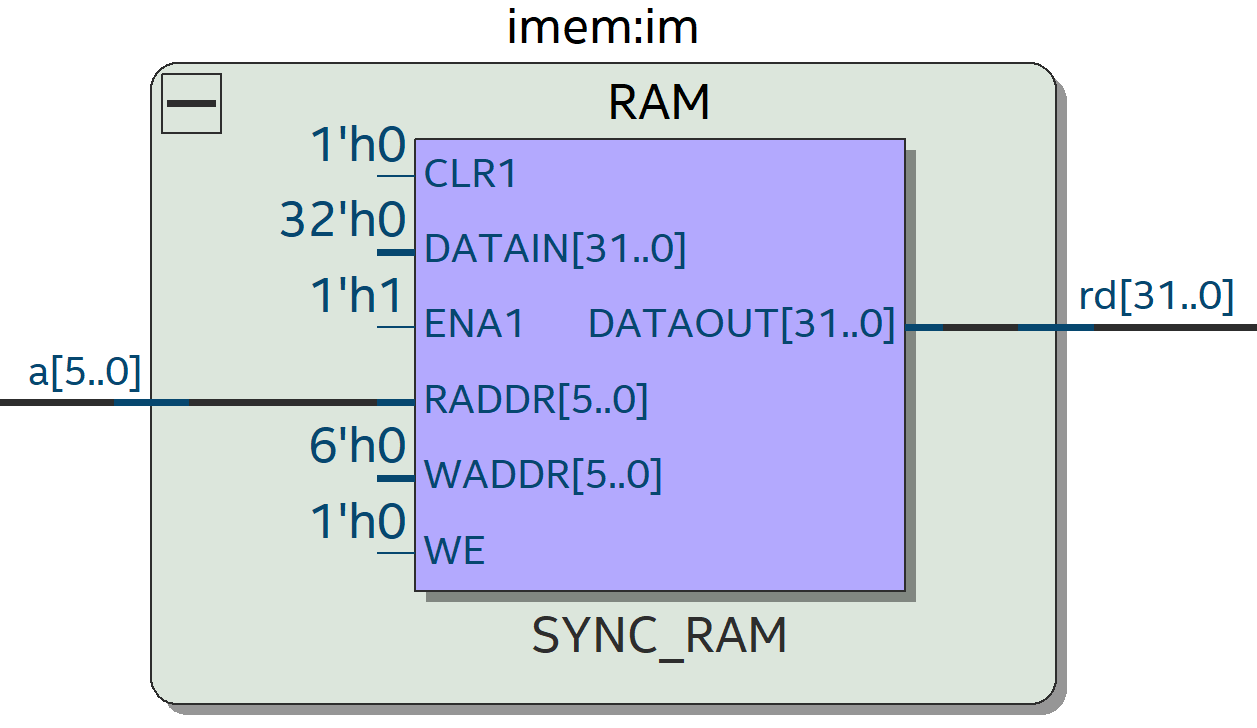 imem:im
RAM
1'h0
CLR1
32'h0
DATAIN[31..0]
1'h1
ENA1 DATAOUT[31..0]
rd[31..0]
a[5..0]
RADDR[5..0]
6'h0
WADDR[5..0]
1'h0
WE
SYNC_RAM